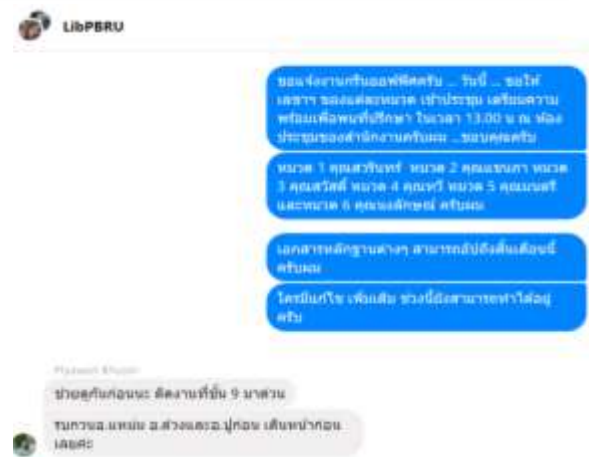 LibPBRU
ขอแจ้งงานกรีนออฟฟิศครับ ... วันนี้ ... ขอให้
เลขาฯ ของแต่ละหมวด เข้าประชุม เตรียมความ
พร้อมเพื่อพบที่ปรึกษา ในเวลา 13.00 น ณ ห้อง
ประชุมของสำนักงานครับผม ...ขอบคุณครับ
หมวด 1 คุณสวรินทร์ หมวด 2 คุณแขนภา หมวด
3 คุณสวัสดิ์ หมวด 4 คุณทวี หมวด 5 คุณมนตรี
และหมวด 6 คุณนงลักษณ์ ครับผม
เอกสารหลักฐานต่างๆ สามารถอัปถึงสิ้นเดือนนี้
ครับผม
ใครมีแก้ไข เพิ่มเติม ช่วงนี้ยังสามารถทำได้อยู่
ครับ
ช่วยดูกันก่อนนะ ติดงานที่ชั้น 9 มาด่วน
รบกวนอ.แหม่ม อ.ด่วงและอ.ปูก่อน เดินหน้าก่อน
เลยค่ะ